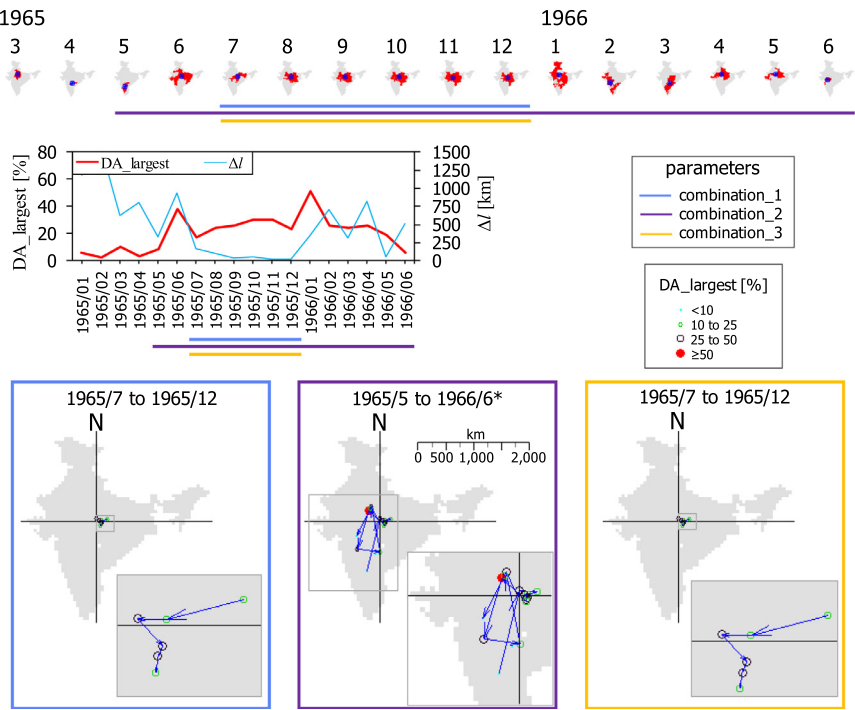 1965 1966
3 4 5 6 7 8 9 10 11 12 1 2 3 4 5 6
80 1500
60 1250
1000
40 750
20 500
250
0 0
DA_largest [%]
DA_largest Δl
Δl [km]
1965/01 1965/02 1965/03 1965/04 1965/05 1965/06 1965/07 1965/08 1965/09 1965/10 1965/11 1965/12 1966/01 1966/02 1966/03 1966/04 1966/05 1966/06
parameters
combination_1
combination_2
combination_3
DA_largest [%]
<10
10 to 25
25 to 50
≥50
1965/7 to 1965/12
N
1965/5 to 1966/6*
N
km
0 500 1,000 2,000
1965/7 to 1965/12
N